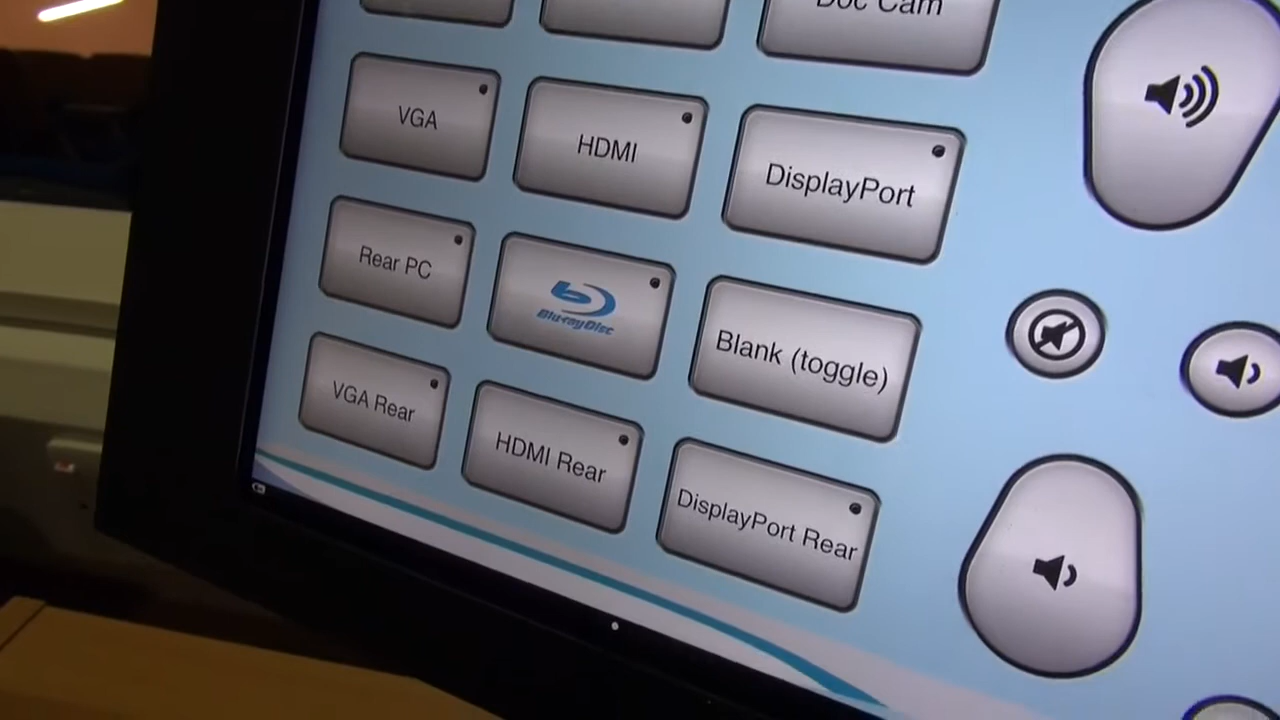 Doc Cam
VGA
HDMI
DisplayPort
Rear PC
Blu-ray Disc
Blank (toggle)
VGA Rear
HDMI Rear
DisplayPort Rear